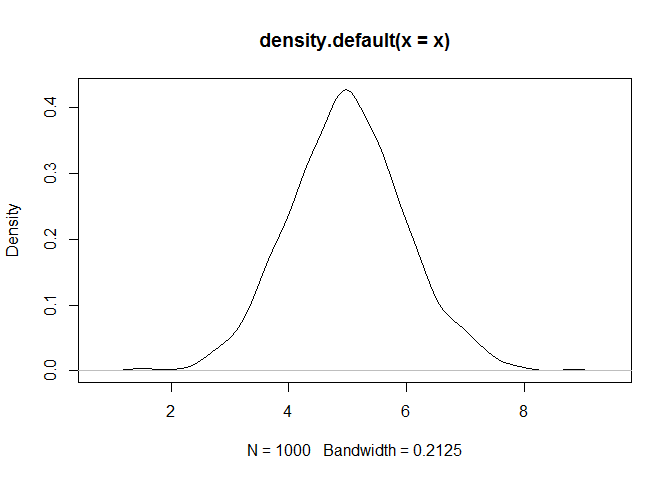 density.default(x = x)
Density
0.0
0.1
0.2
0.3
0.4
2 4 6 8
N = 1000 Bandwidth = 0.2125